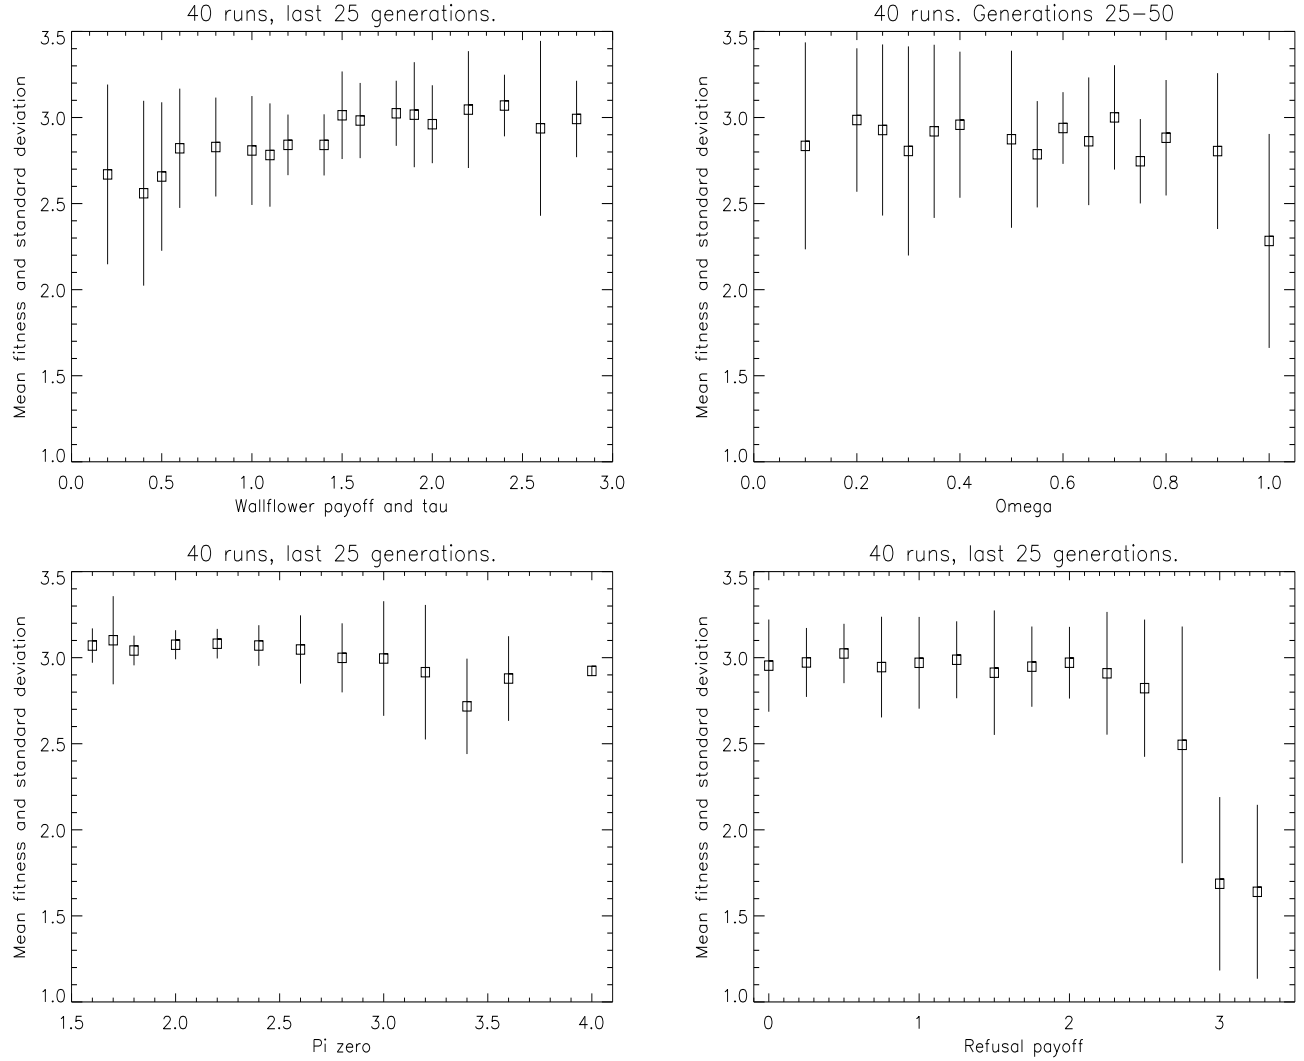 40 runs, last 25 generations.
3.5
3.0
2.5
2.0
1.5
1.0
Mean fitness and standard deviation
0.0 0.5 1.0 1.5 2.0 2.5 3.0
Wallflower payoff and tau
40 runs. Generations 25-50
3.5
3.0
2.5
2.0
1.5
1.0
Mean fitness and standard deviation
0.0 0.2 0.4 0.6 0.8 1.0
Omega
40 runs, last 25 generations.
3.5
3.0
2.5
2.0
1.5
1.0
Mean fitness and standard deviation
1.5 2.0 2.5 3.0 3.5 4.0
Pi zero
40 runs, last 25 generations.
3.5
3.0
2.5
2.0
1.5
1.0
Mean fitness and standard deviation
0 1 2 3
Refusal payoff